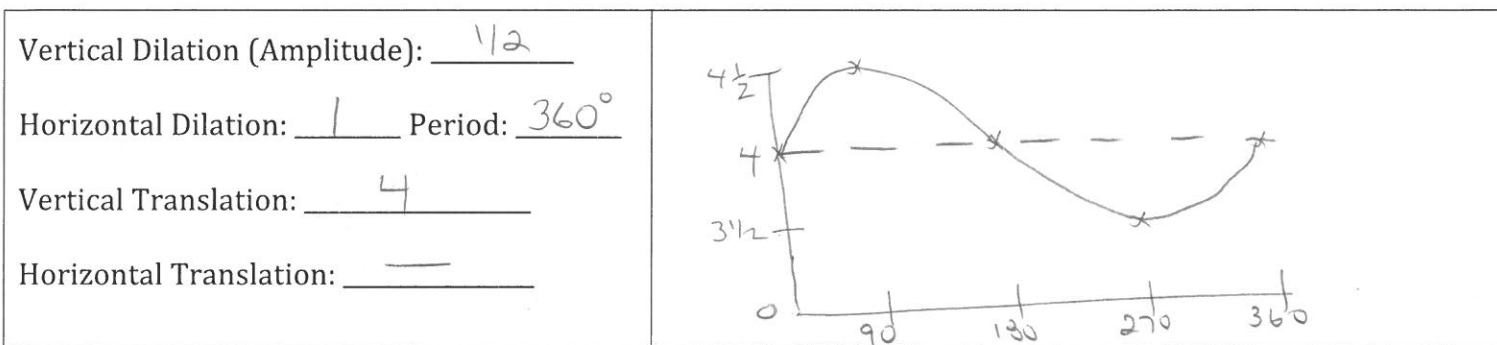 Vertical Dilation (Amplitude): 1/2
Horizontal Dilation: 1 Period: 360°
Vertical Translation: 4
Horizontal Translation: —
4 1/2
4
3 1/2
0
90
180
270
360